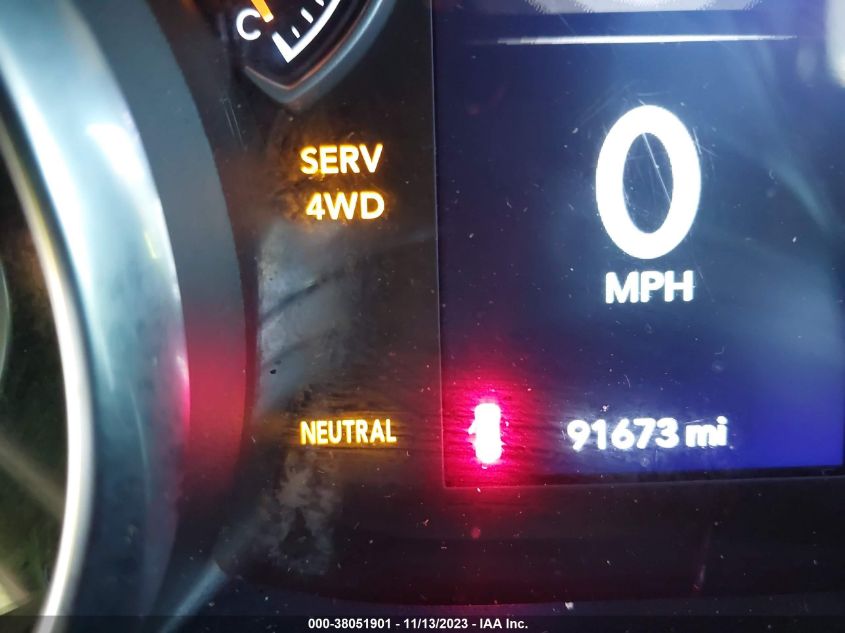 C
SERV
4WD
0
MPH
NEUTRAL
91673 mi
000-38051901 - 11/13/2023 - IAA Inc.